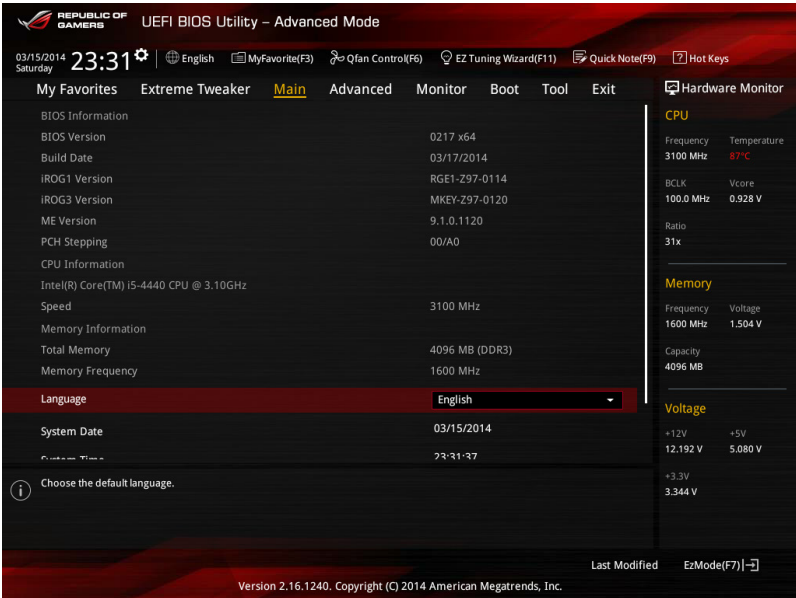 REPUBLIC OF
GAMERS
UEFI BIOS Utility – Advanced Mode
03/15/2014
Saturday
23:31
English
MyFavorite(F3)
Qfan Control(F6)
EZ Tuning Wizard(F11)
Quick Note(F9)
? Hot Keys
My Favorites Extreme Tweaker Main Advanced Monitor Boot Tool Exit
BIOS Information
BIOS Version 0217 x64
Build Date 03/17/2014
iROG1 Version RGE1-Z97-0114
iROG3 Version MKEY-Z97-0120
ME Version 9.1.0.1120
PCH Stepping 00/A0
CPU Information
Intel(R) Core(TM) i5-4440 CPU @ 3.10GHz
Speed 3100 MHz
Memory Information
Total Memory 4096 MB (DDR3)
Memory Frequency 1600 MHz
Language English
System Date 03/15/2014
System Time 23:31:37
i Choose the default language.
Hardware Monitor
CPU
Frequency Temperature
3100 MHz 87°C
BCLK Vcore
100.0 MHz 0.928 V
Ratio
31x
Memory
Frequency Voltage
1600 MHz 1.504 V
Capacity
4096 MB
Voltage
+12V +5V
12.192 V 5.080 V
+3.3V
3.344 V
Last Modified EzMode(F7)
Version 2.16.1240. Copyright (C) 2014 American Megatrends, Inc.